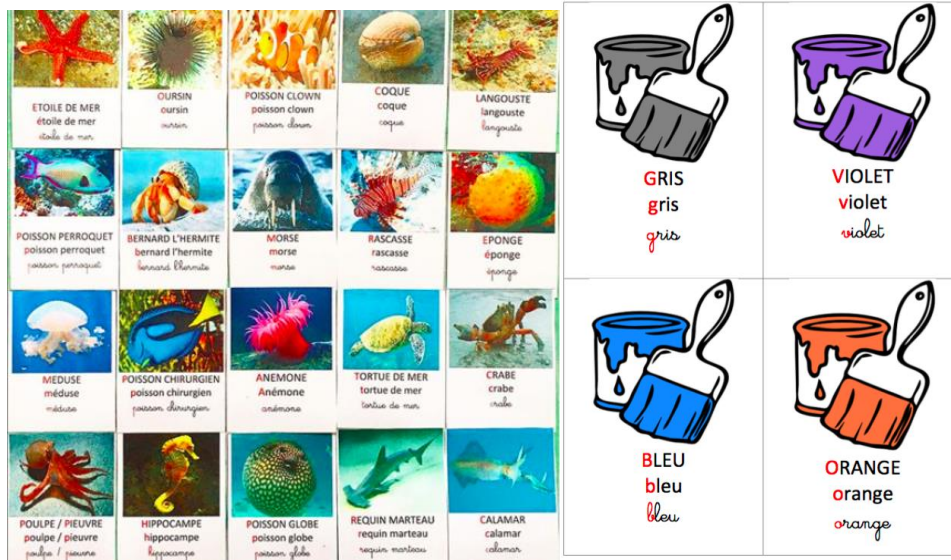 ETOILE DE MER
étoile de mer
étoile de mer
OURSIN
oursin
oursin
POISSON CLOWN
poisson clown
poisson clown
COQUE
coque
coque
LANGOUSTE
langouste
langouste
POISSON PERROQUET
poisson perroquet
poisson perroquet
BERNARD L'HERMITE
bernard l'hermite
bernard l'hermite
MORSE
morse
morse
RASCASSE
rascasse
rascasse
EPONGE
éponge
éponge
MEDUSE
méduse
méduse
POISSON CHIRURGIEN
poisson chirurgien
poisson chirurgien
ANEMONE
Anémone
anémone
TORTUE DE MER
tortue de mer
tortue de mer
CRABE
crabe
crabe
POULPE / PIEUVRE
poulpe / pieuvre
poulpe / pieuvre
HIPPOCAMPE
hippocampe
hippocampe
POISSON GLOBE
poisson globe
poisson globe
REQUIN MARTEAU
requin marteau
requin marteau
CALAMAR
calamar
calamar
GRIS
gris
gris
VIOLET
violet
violet
BLEU
bleu
bleu
ORANGE
orange
orange